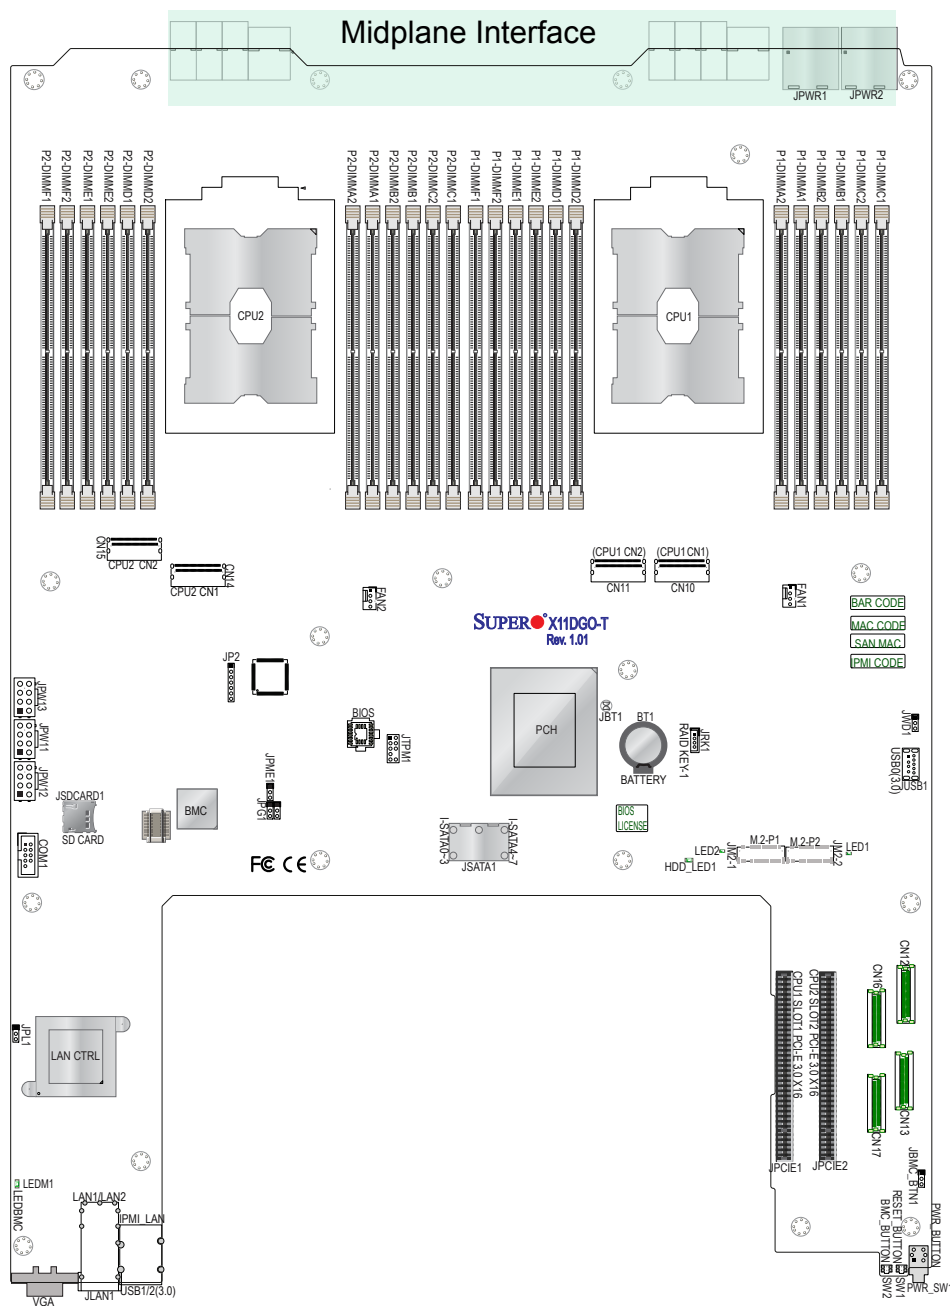 Midplane Interface
JPWR1
JPWR2
P2-DIMMF1
P2-DIMMF2
P2-DIMME1
P2-DIMME2
P2-DIMMD1
P2-DIMMD2
P2-DIMMA2
P2-DIMMA1
P2-DIMMB2
P2-DIMMB1
P2-DIMMC2
P2-DIMMC1
P1-DIMMF1
P1-DIMMF2
P1-DIMME1
P1-DIMME2
P1-DIMMD1
P1-DIMMD2
P1-DIMMA2
P1-DIMMA1
P1-DIMMB2
P1-DIMMB1
P1-DIMMC2
P1-DIMMC1
CPU2
CPU1
CN15
CPU2 CN2
CN14
CPU2 CN1
(CPU1 CN2)
CN11
(CPU1 CN1)
CN10
FAN2
FAN1
BAR CODE
MAC CODE
SAN MAC
IPMI CODE
SUPER X11DGO-T
Rev. 1.01
JP2
JPW13
JPW11
JPW12
BIOS
JTPM1
PCH
JBT1
BT1
BATTERY
RAID KEY-1
JRK1
JWD1
USB0(3.0)
JUSB1
JPME1
JPG1
BMC
JSDCARD1
SD CARD
COM1
FC CE
I-SATA0~3
I-SATA4~7
JSATA1
BIOS
LICENSE
LED2
HDD_LED1
JM2-1
M.2-P1
M.2-P2
JM2-2
LED1
CN12
CN16
CN13
CN17
CPU1 SLOT1 PCI-E 3.0 X16
CPU2 SLOT2 PCI-E 3.0 X16
JPCIE1
JPCIE2
JPL1
LAN CTRL
LEDM1
LEDBMC
LAN1/LAN2
IPMI_LAN
USB1/2(3.0)
JLAN1
VGA
JBMC_BTN1
PWR_BUTTON
RESET_BUTTON
BMC_BUTTON
SW2
SW1
PWR_SW1